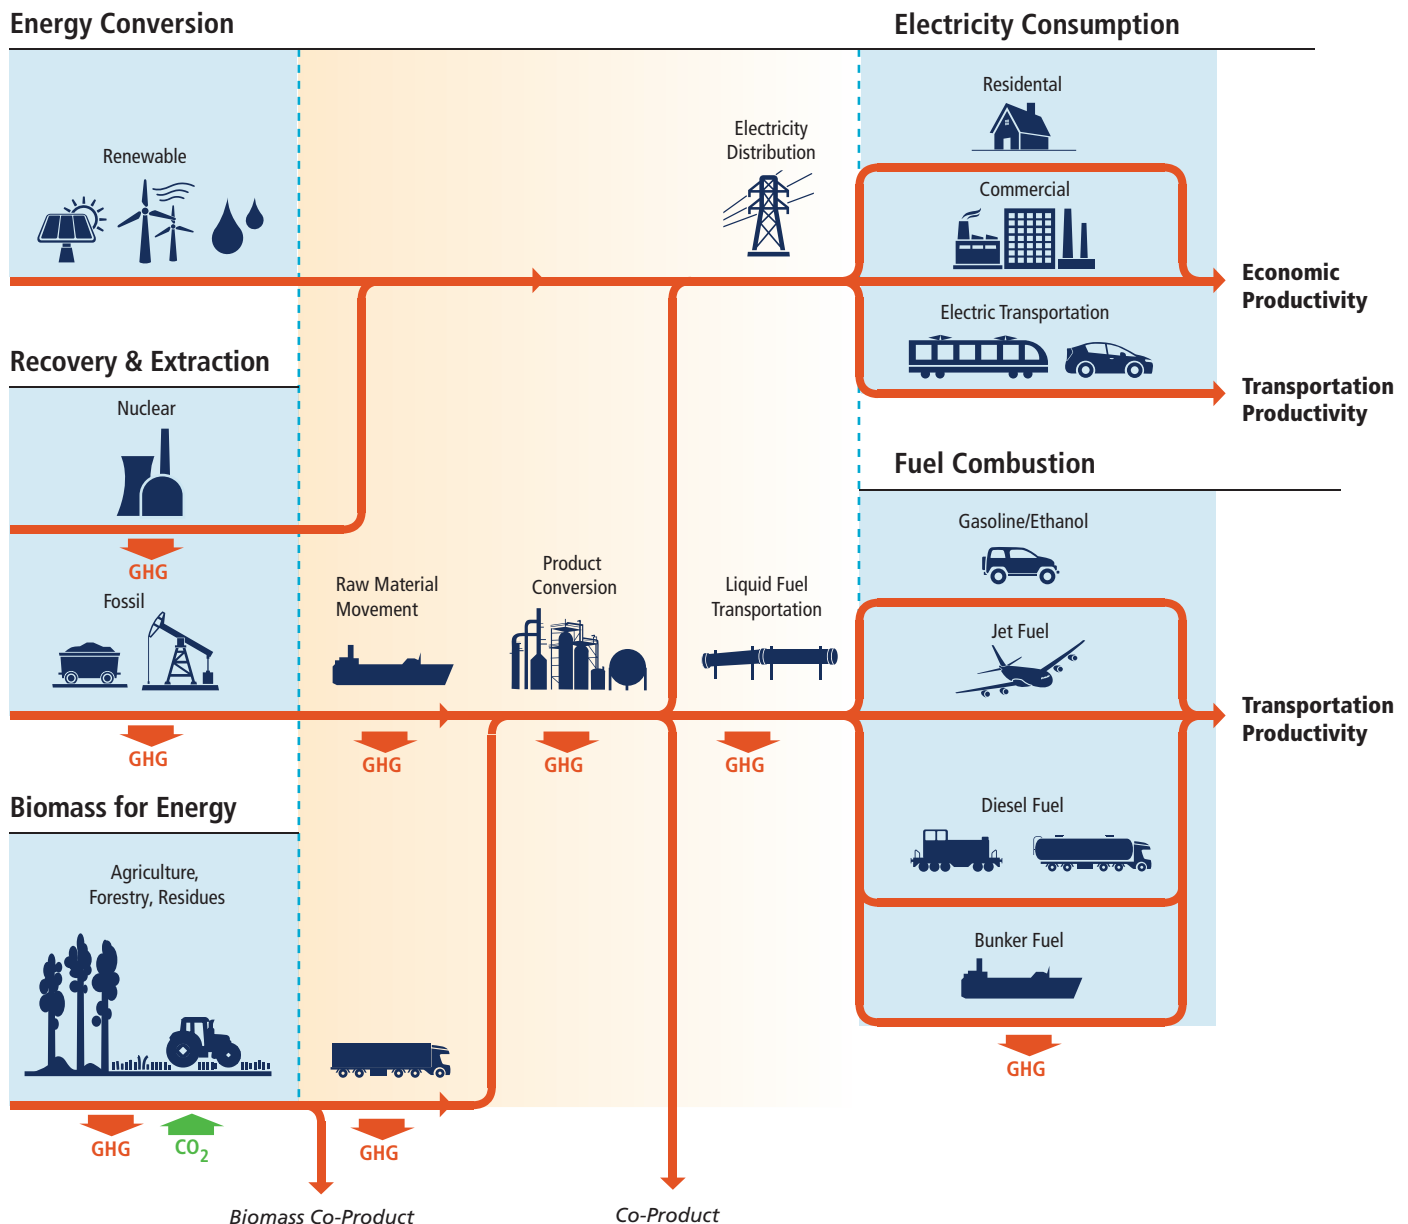 Energy Conversion
Electricity Consumption
Residental
Electricity
Distribution
Renewable
Commercial
Economic
Productivity
Electric Transportation
Recovery & Extraction
Transportation
Productivity
Nuclear
Fuel Combustion
Gasoline/Ethanol
GHG
Fossil
Raw Material
Movement
Product
Conversion
Liquid Fuel
Transportation
Jet Fuel
Transportation
Productivity
GHG
GHG
GHG
GHG
Biomass for Energy
Diesel Fuel
Agriculture,
Forestry, Residues
Bunker Fuel
GHG
GHG
CO2
GHG
Biomass Co-Product
Co-Product